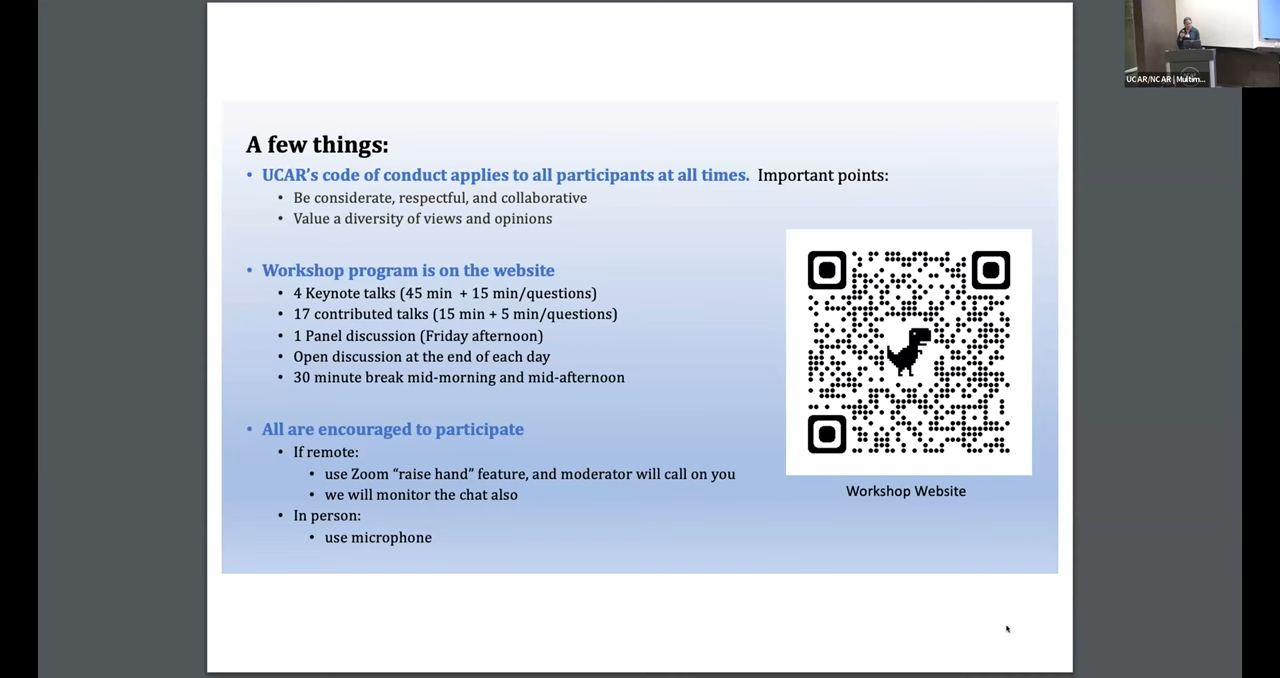 UCAR/NCAR | Multim...
A few things:
• UCAR's code of conduct applies to all participants at all times. Important points:
• Be considerate, respectful, and collaborative
• Value a diversity of views and opinions
• Workshop program is on the website
• 4 Keynote talks (45 min + 15 min/questions)
• 17 contributed talks (15 min + 5 min/questions)
• 1 Panel discussion (Friday afternoon)
• Open discussion at the end of each day
• 30 minute break mid-morning and mid-afternoon
• All are encouraged to participate
• If remote:
• use Zoom “raise hand” feature, and moderator will call on you
• we will monitor the chat also
• In person:
• use microphone
Workshop Website